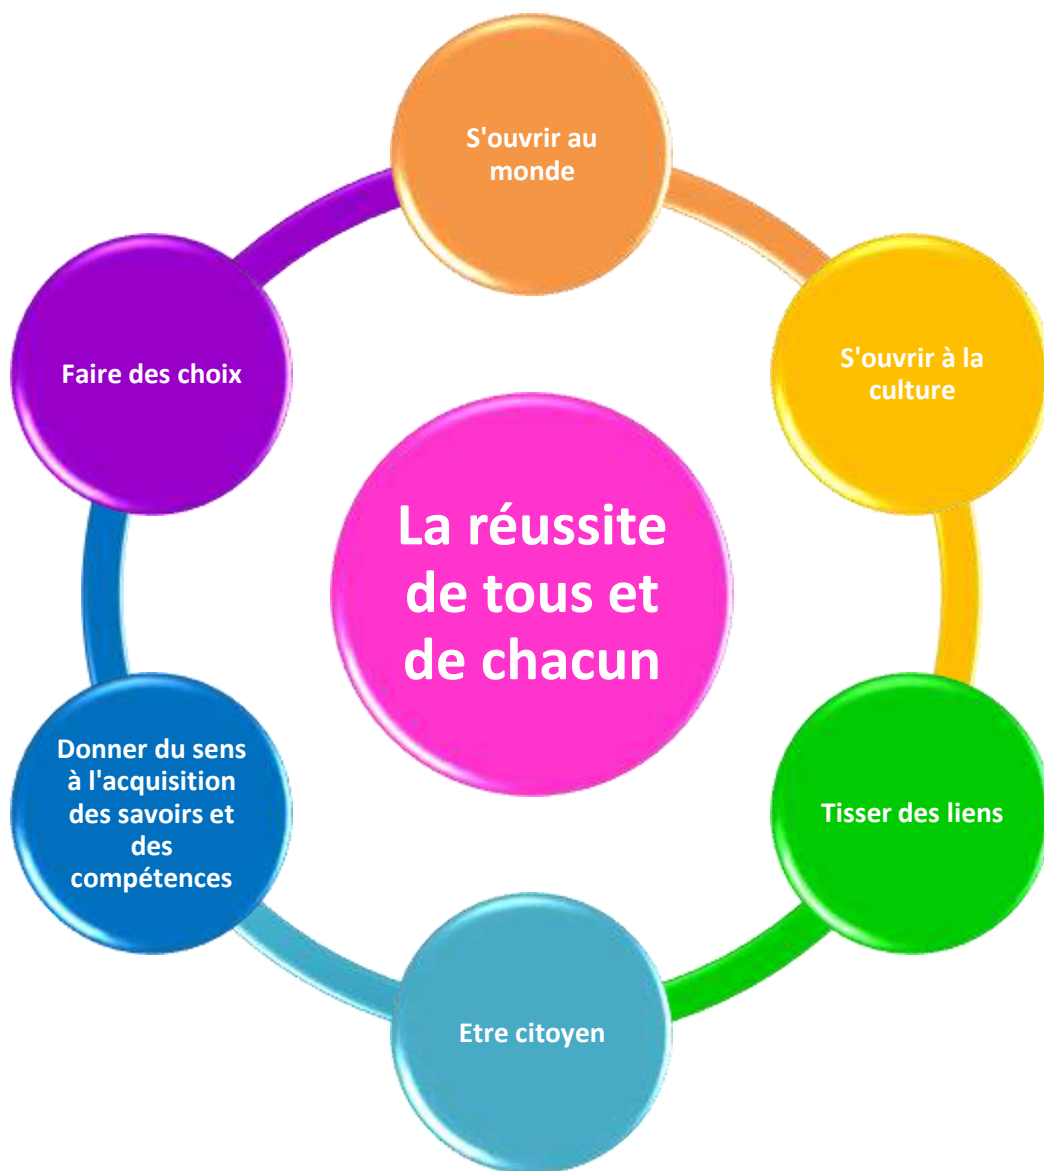 S'ouvrir au
monde
S'ouvrir à la
culture
Faire des choix
La réussite
de tous et
de chacun
Donner du sens
à l'acquisition
des savoirs et
des
compétences
Tisser des liens
Etre citoyen